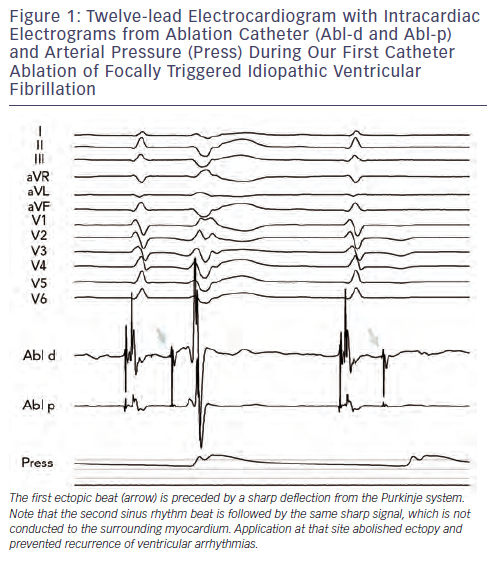 Figure 1: Twelve-lead Electrocardiogram with Intracardiac
Electrograms from Ablation Catheter (Abl-d and Abl-p)
and Arterial Pressure (Press) During Our First Catheter
Ablation of Focally Triggered Idiopathic Ventricular
Fibrillation
I
II
III
aVR
aVL
aVF
V1
V2
V3
V4
V5
V6
Abl d
Abl p
Press
The first ectopic beat (arrow) is preceded by a sharp deflection from the Purkinje system.
Note that the second sinus rhythm beat is followed by the same sharp signal, which is not
conducted to the surrounding myocardium. Application at that site abolished ectopy and
prevented recurrence of ventricular arrhythmias.